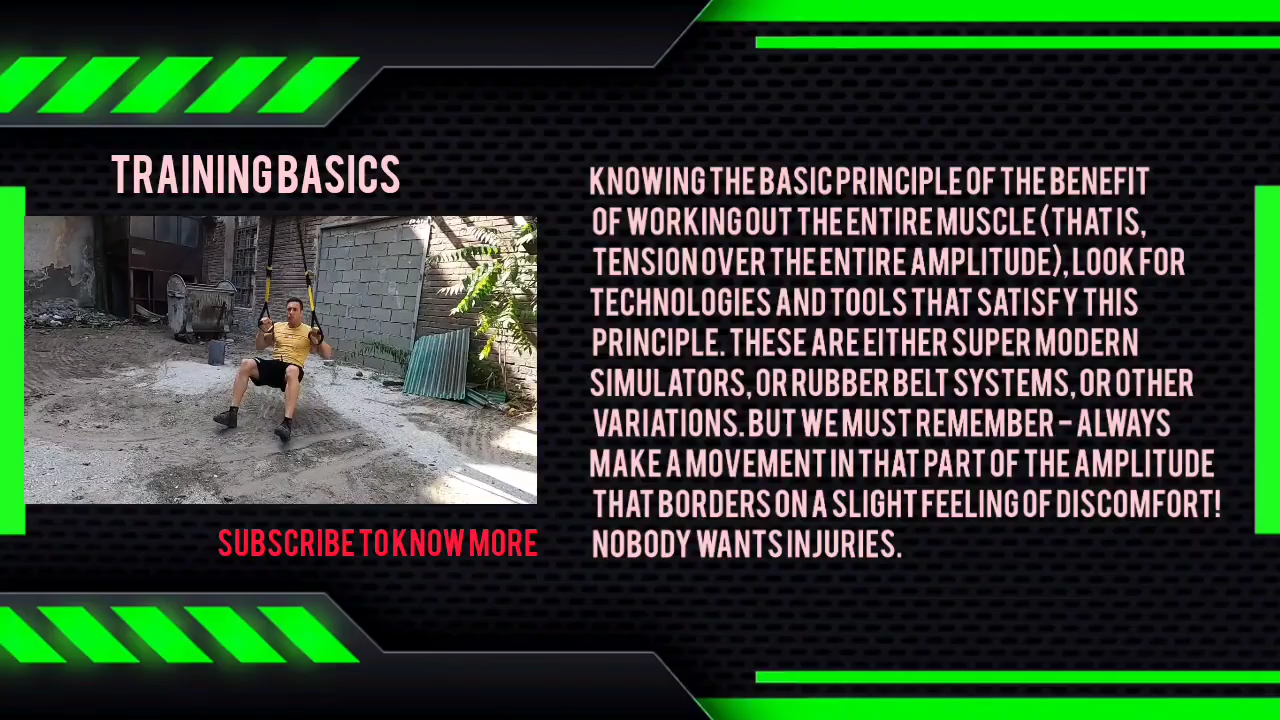 TRAINING BASICS
KNOWING THE BASIC PRINCIPLE OF THE BENEFIT
OF WORKING OUT THE ENTIRE MUSCLE (THAT IS,
TENSION OVER THE ENTIRE AMPLITUDE), LOOK FOR
TECHNOLOGIES AND TOOLS THAT SATISFY THIS
PRINCIPLE. THESE ARE EITHER SUPER MODERN
SIMULATORS, OR RUBBER BELT SYSTEMS, OR OTHER
VARIATIONS. BUT WE MUST REMEMBER - ALWAYS
MAKE A MOVEMENT IN THAT PART OF THE AMPLITUDE
THAT BORDERS ON A SLIGHT FEELING OF DISCOMFORT!
NOBODY WANTS INJURIES.
SUBSCRIBE TO KNOW MORE